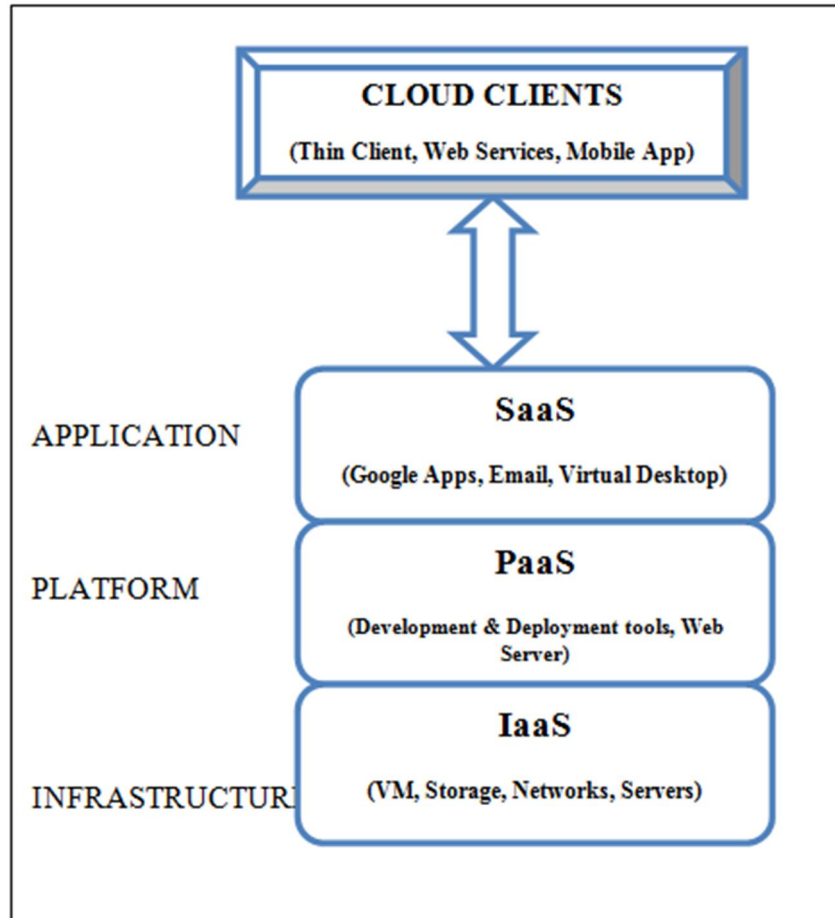 CLOUD CLIENTS
(Thin Client, Web Services, Mobile App)
APPLICATION
SaaS
(Google Apps, Email, Virtual Desktop)
PLATFORM
PaaS
(Development & Deployment tools, Web
Server)
INFRASTRUCTURE
IaaS
(VM, Storage, Networks, Servers)